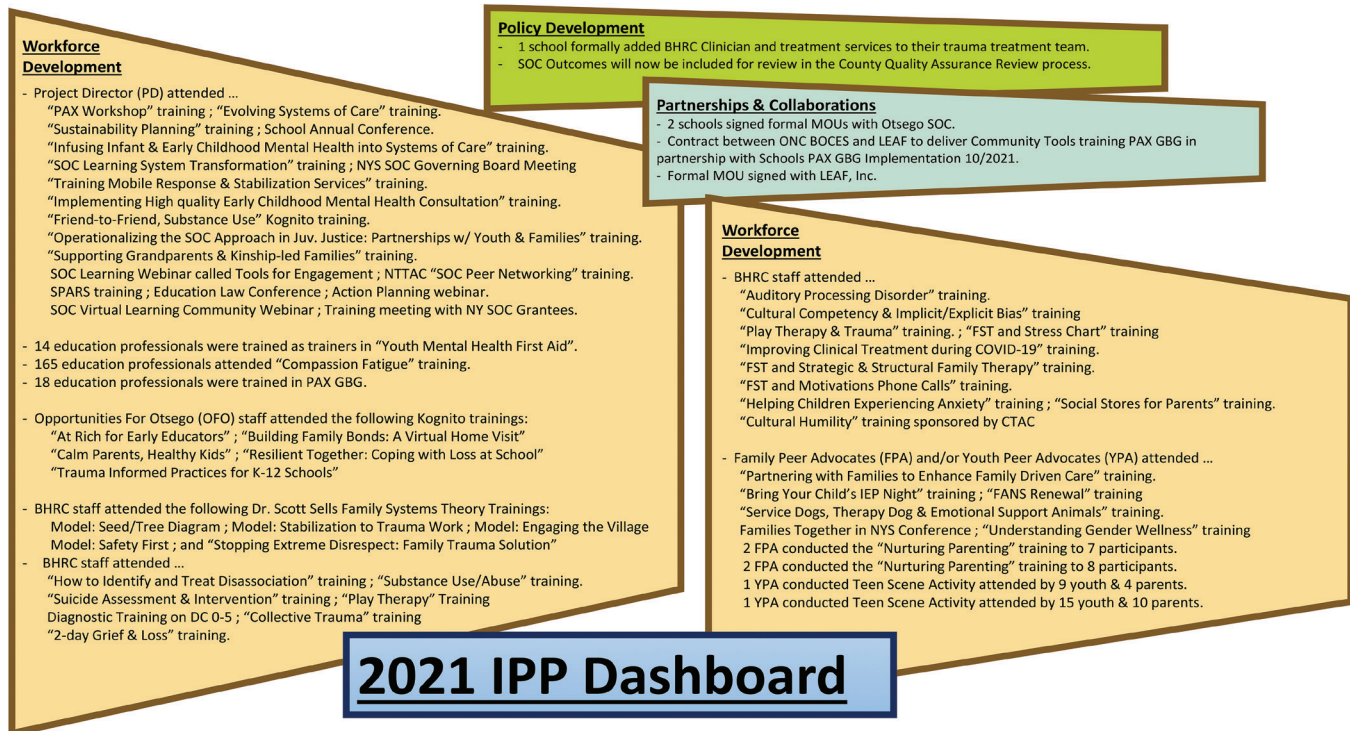 Workforce
Development
- Project Director (PD) attended ...
"PAX Workshop" training ; "Evolving Systems of Care" training.
"Sustainability Planning" training ; School Annual Conference.
"Infusing Infant & Early Childhood Mental Health into Systems of Care" training.
"SOC Learning System Transformation" training ; NYS SOC Governing Board Meeting
"Training Mobile Response & Stabilization Services" training.
"Implementing High quality Early Childhood Mental Health Consultation" training.
"Friend-to-Friend, Substance Use" Kognito training.
"Operationalizing the SOC Approach in Juv. Justice: Partnerships w/ Youth & Families" training.
"Supporting Grandparents & Kinship-led Families" training.
SOC Learning Webinar called Tools for Engagement ; NTTAC "SOC Peer Networking" training.
SPARS training ; Education Law Conference ; Action Planning webinar.
SOC Virtual Learning Community Webinar ; Training meeting with NY SOC Grantees.
- 14 education professionals were trained as trainers in "Youth Mental Health First Aid".
- 165 education professionals attended "Compassion Fatigue" training.
- 18 education professionals were trained in PAX GBG.
- Opportunities For Otsego (OFO) staff attended the following Kognito trainings:
"At Rich for Early Educators" ; "Building Family Bonds: A Virtual Home Visit"
"Calm Parents, Healthy Kids" ; "Resilient Together: Coping with Loss at School"
"Trauma Informed Practices for K-12 Schools"
- BHRC staff attended the following Dr. Scott Sells Family Systems Theory Trainings:
Model: Seed/Tree Diagram ; Model: Stabilization to Trauma Work ; Model: Engaging the Village
Model: Safety First ; and "Stopping Extreme Disrespect: Family Trauma Solution"
- BHRC staff attended ...
"How to Identify and Treat Disassociation" training ; "Substance Use/Abuse" training.
"Suicide Assessment & Intervention" training ; "Play Therapy" Training
Diagnostic Training on DC 0-5 ; "Collective Trauma" training
"2-day Grief & Loss" training.
Policy Development
- 1 school formally added BHRC Clinician and treatment services to their trauma treatment team.
- SOC Outcomes will now be included for review in the County Quality Assurance Review process.
Partnerships & Collaborations
- 2 schools signed formal MOUs with Otsego SOC.
- Contract between ONC BOCES and LEAF to deliver Community Tools training PAX GBG in
partnership with Schools PAX GBG Implementation 10/2021.
- Formal MOU signed with LEAF, Inc.
Workforce
Development
- BHRC staff attended ...
"Auditory Processing Disorder" training.
"Cultural Competency & Implicit/Explicit Bias" training
"Play Therapy & Trauma" training. ; "FST and Stress Chart" training
"Improving Clinical Treatment during COVID-19" training.
"FST and Strategic & Structural Family Therapy" training.
"FST and Motivations Phone Calls" training.
"Helping Children Experiencing Anxiety" training ; "Social Stores for Parents" training.
"Cultural Humility" training sponsored by CTAC
- Family Peer Advocates (FPA) and/or Youth Peer Advocates (YPA) attended ...
"Partnering with Families to Enhance Family Driven Care" training.
"Bring Your Child's IEP Night" training ; "FANS Renewal" training
"Service Dogs, Therapy Dog & Emotional Support Animals" training.
Families Together in NYS Conference ; "Understanding Gender Wellness" training
2 FPA conducted the "Nurturing Parenting" training to 7 participants.
2 FPA conducted the "Nurturing Parenting" training to 8 participants.
1 YPA conducted Teen Scene Activity attended by 9 youth & 4 parents.
1 YPA conducted Teen Scene Activity attended by 15 youth & 10 parents.
2021 IPP Dashboard